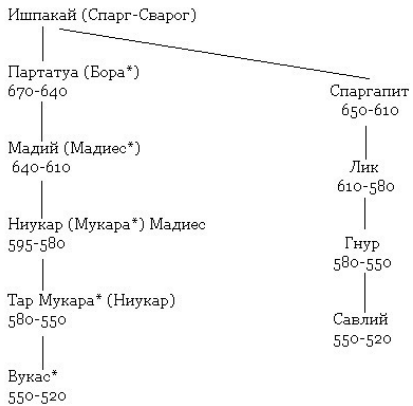 Ишпакай (Спарг-Сварог)
Партатуа (Бора*)
670-640
Спаргапит
650-610
Мадий (Мадиес*)
640-610
Лик
610-580
Ниукар (Мукара*) Мадиес
595-580
Гнур
580-550
Тар Мукара* (Ниукар)
580-550
Савлий
550-520
Вукас*
550-520